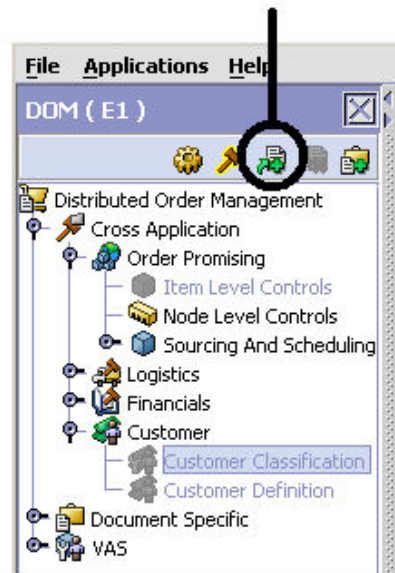 File Applications Help
DOM ( E1 )
Distributed Order Management
Cross Application
Order Promising
Item Level Controls
Node Level Controls
Sourcing And Scheduling
Logistics
Financials
Customer
Customer Classification
Customer Definition
Document Specific
VAS